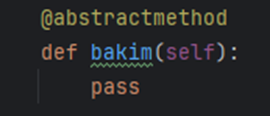 @abstractmethod
def bakim(self):
    pass